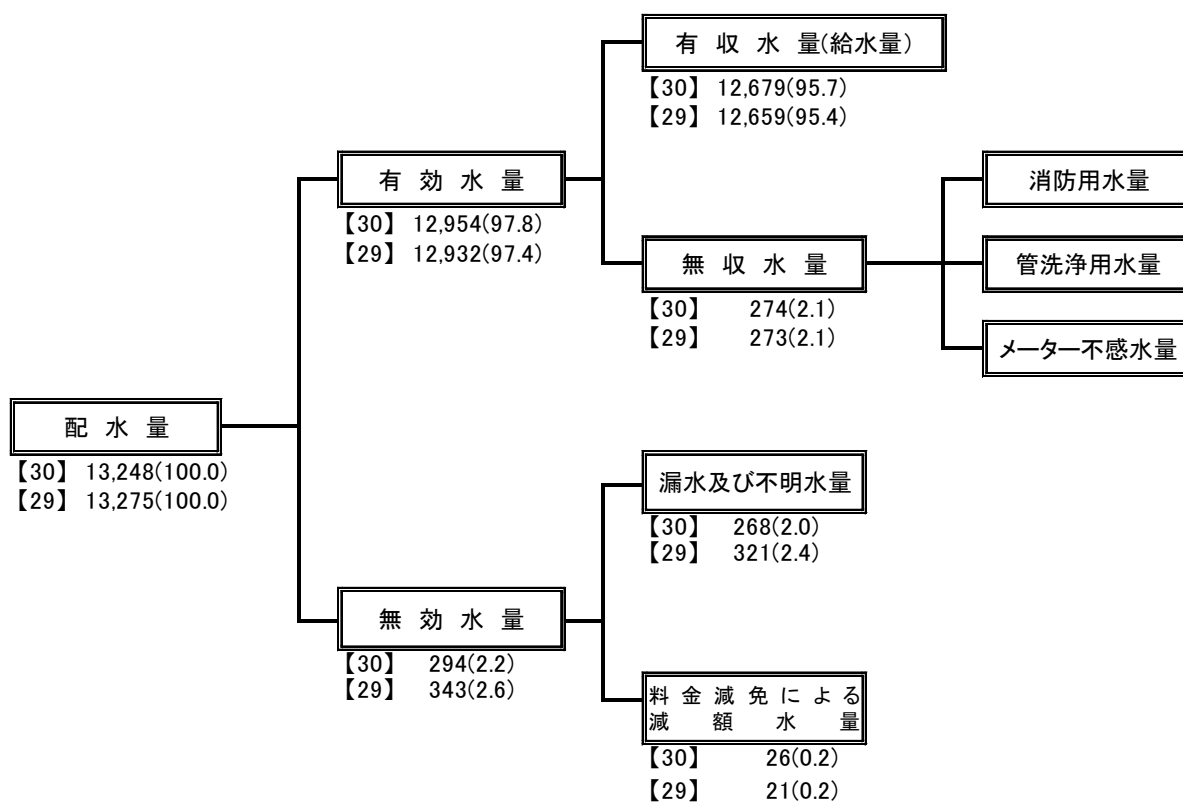 有収水量(給水量)
【30】 12,679(95.7)
【29】 12,659(95.4)
有効水量
【30】 12,954(97.8)
【29】 12,932(97.4)
消防用水量
無収水量
【30】 274(2.1)
【29】 273(2.1)
管洗浄用水量
メーター不感水量
配水量
【30】 13,248(100.0)
【29】 13,275(100.0)
漏水及び不明水量
【30】 268(2.0)
【29】 321(2.4)
無効水量
【30】 294(2.2)
【29】 343(2.6)
料金減免による
減額水量
【30】 26(0.2)
【29】 21(0.2)